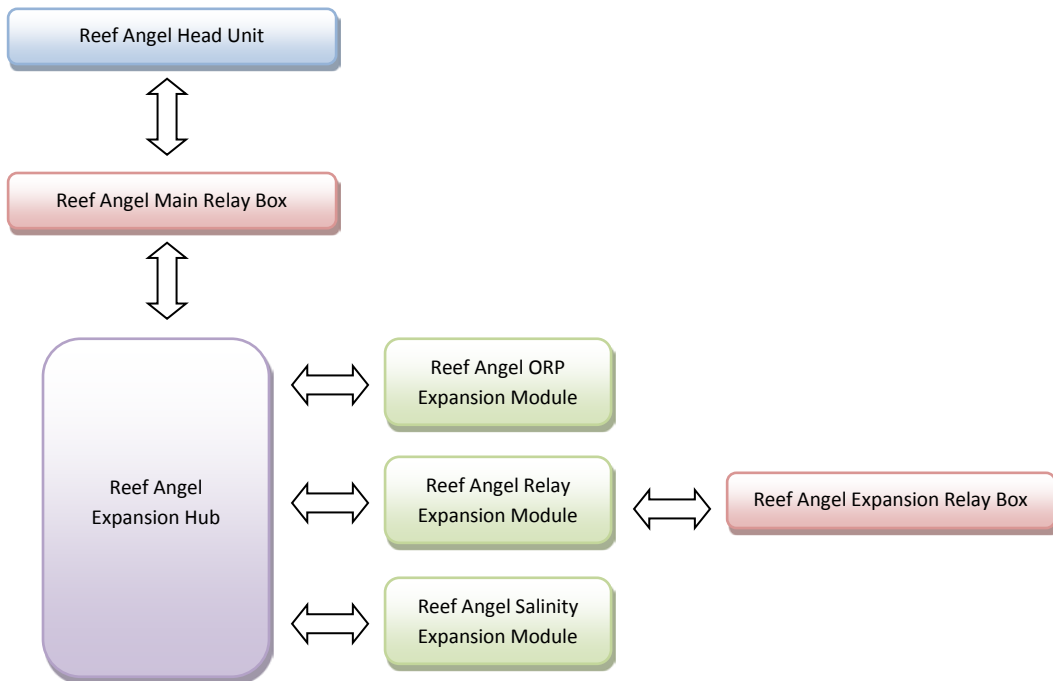 Reef Angel Head Unit
Reef Angel Main Relay Box
Reef Angel
Expansion Hub
Reef Angel ORP
Expansion Module
Reef Angel Relay
Expansion Module
Reef Angel Expansion Relay Box
Reef Angel Salinity
Expansion Module